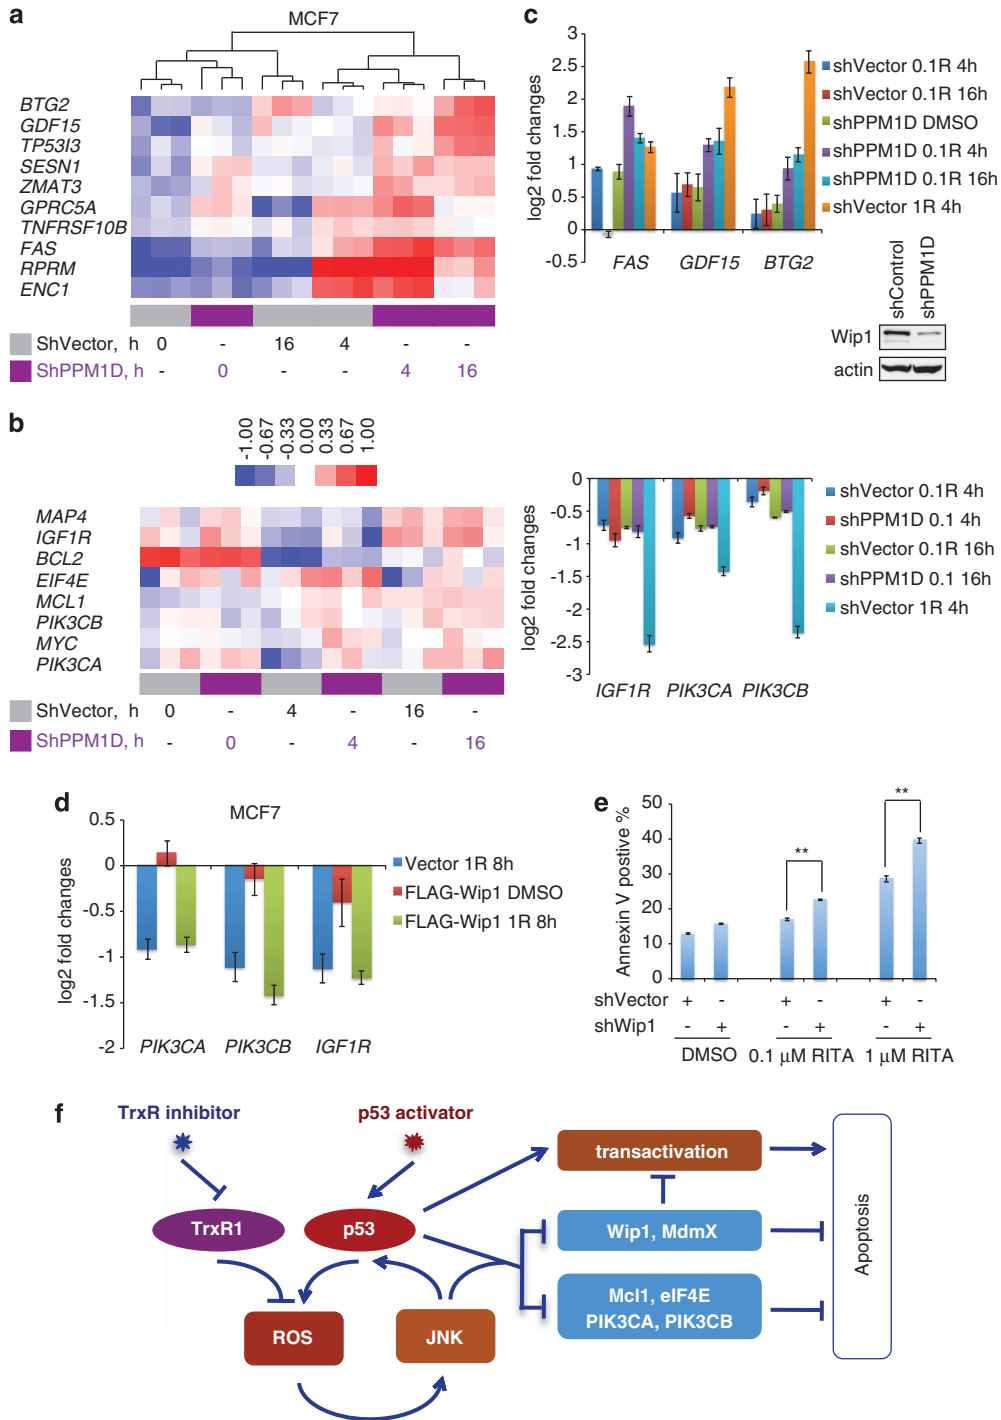 a
MCF7
BTG2
GDF15
TP53I3
SESN1
ZMAT3
GPRC5A
TNFRSF10B
FAS
RPRM
ENC1
ShVector, h 0 - 16 4 - -
ShPPM1D, h - 0 - - 4 16
c
log2 fold changes
3
2.5
2
1.5
1
0.5
0
-0.5
FAS GDF15 BTG2
shVector 0.1R 4h
shVector 0.1R 16h
shPPM1D DMSO
shPPM1D 0.1R 4h
shPPM1D 0.1R 16h
shVector 1R 4h
shControl
shPPM1D
Wip1
actin
b
-1.00
-0.67
-0.33
0.00
0.33
0.67
1.00
MAP4
IGF1R
BCL2
EIF4E
MCL1
PIK3CB
MYC
PIK3CA
ShVector, h 0 - 4 - 16 -
ShPPM1D, h - 0 - 4 - 16
log2 fold changes
0
-0.5
-1
-1.5
-2
-2.5
-3
IGF1R PIK3CA PIK3CB
shVector 0.1R 4h
shPPM1D 0.1 4h
shVector 0.1R 16h
shPPM1D 0.1 16h
shVector 1R 4h
d
MCF7
log2 fold changes
0.5
0
-0.5
-1
-1.5
-2
PIK3CA PIK3CB IGF1R
Vector 1R 8h
FLAG-Wip1 DMSO
FLAG-Wip1 1R 8h
e
Annexin V postive %
50
40
30
20
10
0
**
**
shVector + - + - + -
shWip1 - + - + - +
DMSO 0.1 µM RITA 1 µM RITA
f
TrxR inhibitor
p53 activator
TrxR1
p53
ROS
JNK
transactivation
Wip1, MdmX
Mcl1, eIF4E
PIK3CA, PIK3CB
Apoptosis